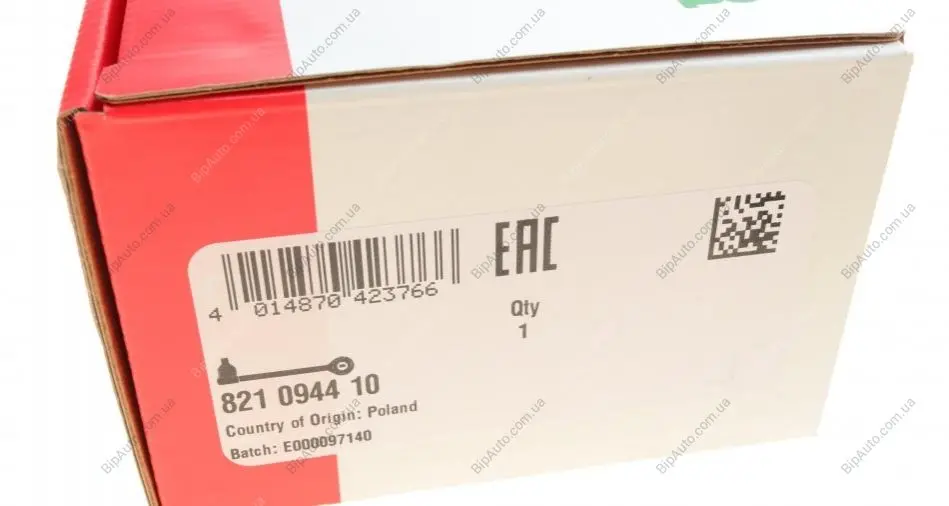 EAC
4 014870 423766
Qty
1
821 0944 10
Country of Origin: Poland
Batch: E000097140
BipAuto.com.ua